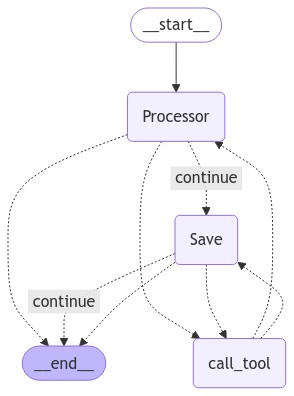 __start__
Processor
continue
Save
continue
__end__
call_tool